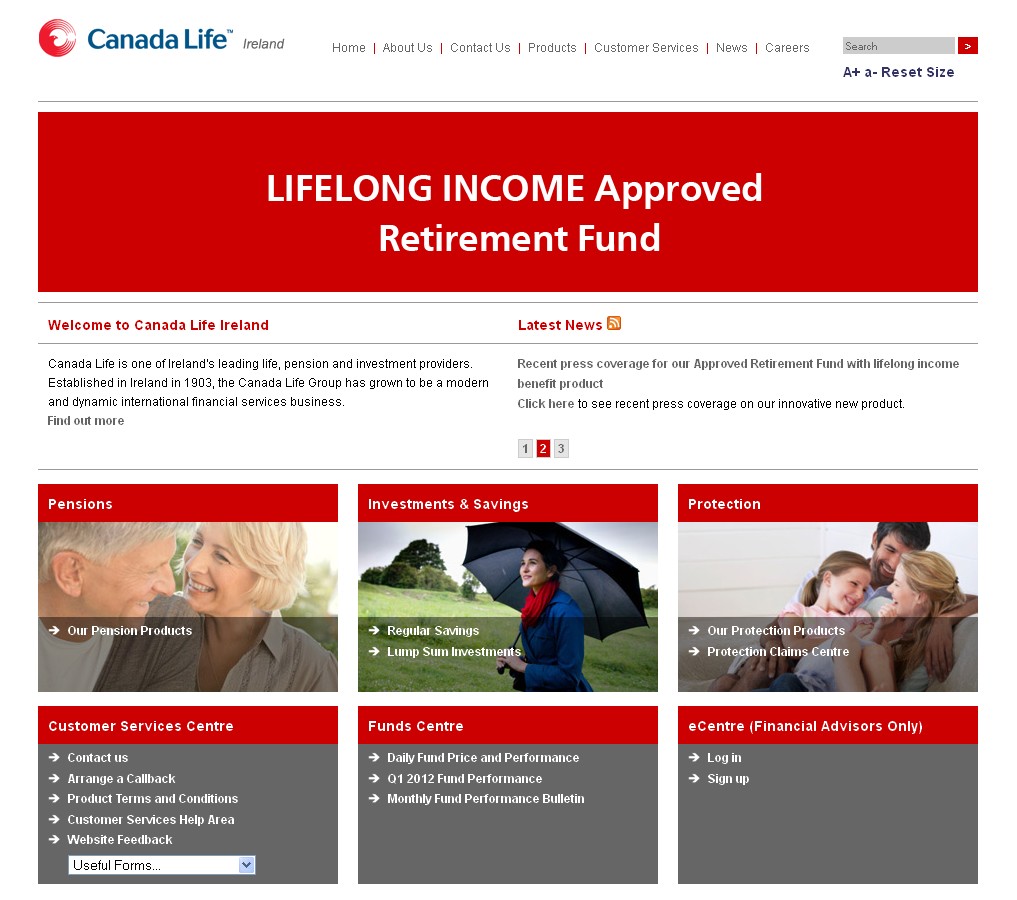 Canada Life™ Ireland
Home | About Us | Contact Us | Products | Customer Services | News | Careers
Search >
A+ a- Reset Size
LIFELONG INCOME Approved
Retirement Fund
Welcome to Canada Life Ireland
Canada Life is one of Ireland's leading life, pension and investment providers.
Established in Ireland in 1903, the Canada Life Group has grown to be a modern
and dynamic international financial services business.
Find out more
Latest News
Recent press coverage for our Approved Retirement Fund with lifelong income
benefit product
Click here to see recent press coverage on our innovative new product.
1 2 3
Pensions
Our Pension Products
Investments & Savings
Regular Savings
Lump Sum Investments
Protection
Our Protection Products
Protection Claims Centre
Customer Services Centre
Contact us
Arrange a Callback
Product Terms and Conditions
Customer Services Help Area
Website Feedback
Useful Forms...
Funds Centre
Daily Fund Price and Performance
Q1 2012 Fund Performance
Monthly Fund Performance Bulletin
eCentre (Financial Advisors Only)
Log in
Sign up